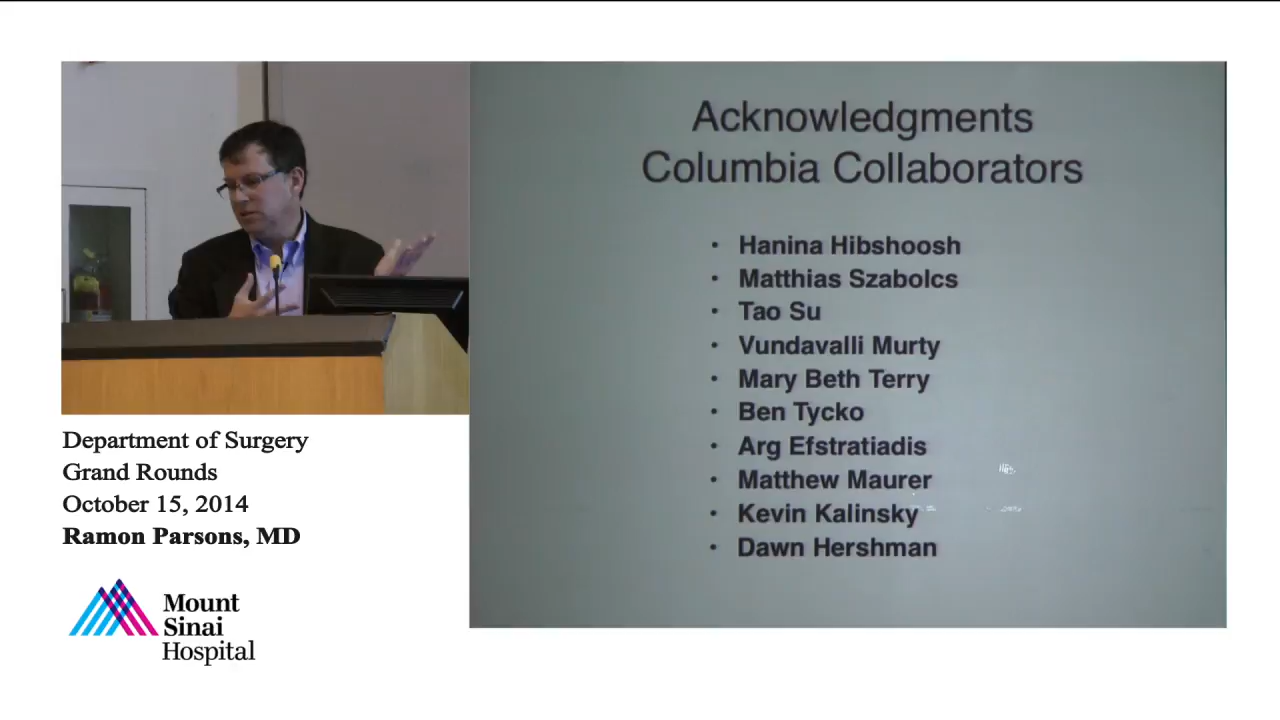 Acknowledgments
Columbia Collaborators
• Hanina Hibshoosh
• Matthias Szabolcs
• Tao Su
• Vundavalli Murty
• Mary Beth Terry
• Ben Tycko
• Arg Efstratiadis
• Matthew Maurer
• Kevin Kalinsky
• Dawn Hershman
Department of Surgery
Grand Rounds
October 15, 2014
Ramon Parsons, MD
Mount
Sinai
Hospital